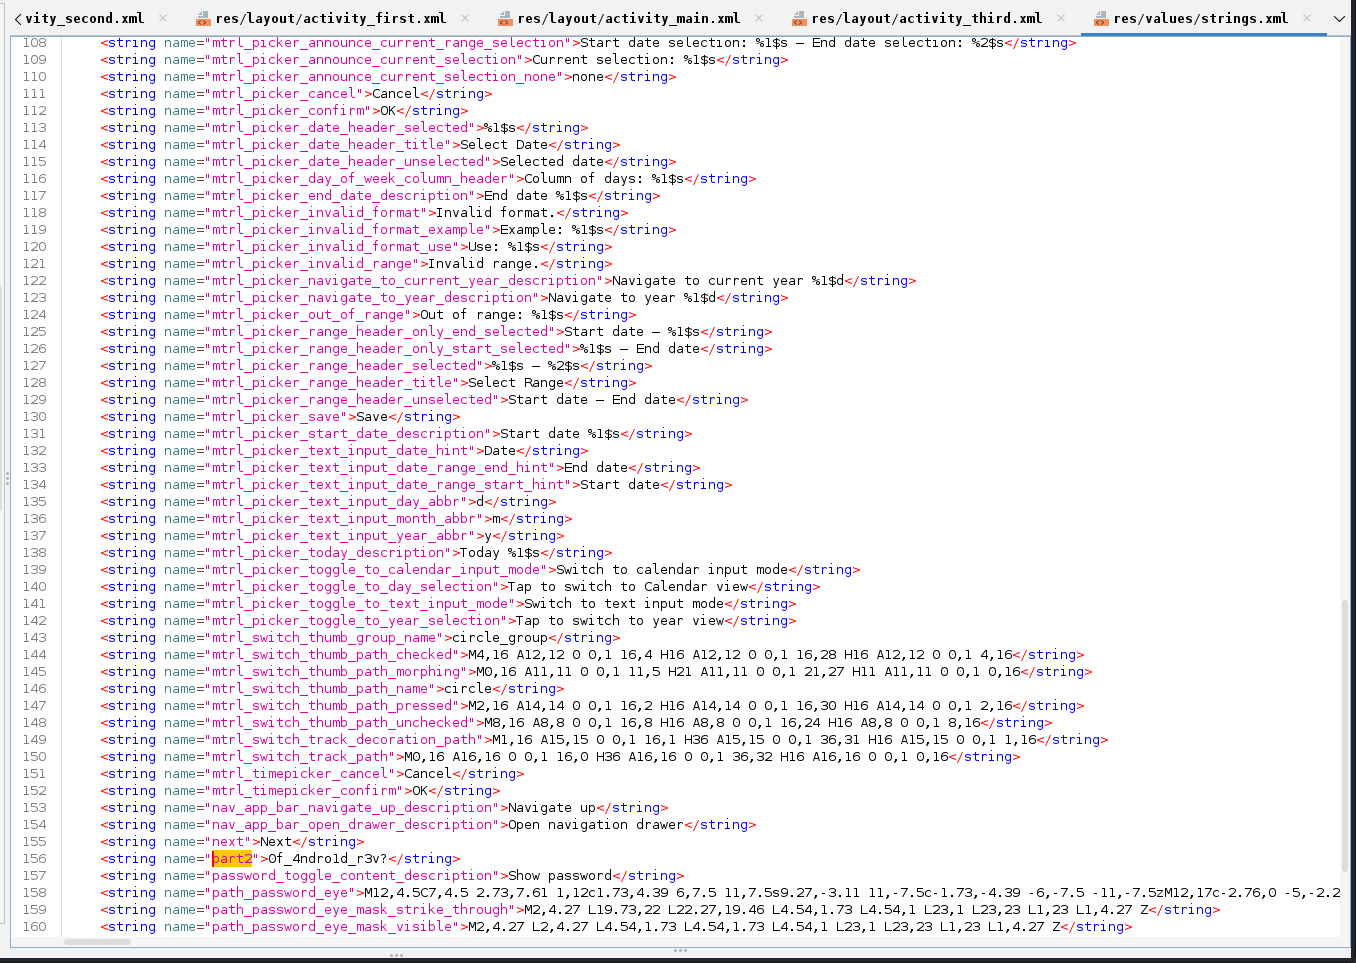 vity_second.xml × res/layout/activity_first.xml × res/layout/activity_main.xml × res/layout/activity_third.xml × res/values/strings.xml ×
108 <string name="mtrl_picker_announce_current_range_selection">Start date selection: %1$s – End date selection: %2$s</string>
109 <string name="mtrl_picker_announce_current_selection">Current selection: %1$s</string>
110 <string name="mtrl_picker_announce_current_selection_none">none</string>
111 <string name="mtrl_picker_cancel">Cancel</string>
112 <string name="mtrl_picker_confirm">OK</string>
113 <string name="mtrl_picker_date_header_selected">%1$s</string>
114 <string name="mtrl_picker_date_header_title">Select Date</string>
115 <string name="mtrl_picker_date_header_unselected">Selected date</string>
116 <string name="mtrl_picker_day_of_week_column_header">Column of days: %1$s</string>
117 <string name="mtrl_picker_end_date_description">End date %1$s</string>
118 <string name="mtrl_picker_invalid_format">Invalid format.</string>
119 <string name="mtrl_picker_invalid_format_example">Example: %1$s</string>
120 <string name="mtrl_picker_invalid_format_use">Use: %1$s</string>
121 <string name="mtrl_picker_invalid_range">Invalid range.</string>
122 <string name="mtrl_picker_navigate_to_current_year_description">Navigate to current year %1$d</string>
123 <string name="mtrl_picker_navigate_to_year_description">Navigate to year %1$d</string>
124 <string name="mtrl_picker_out_of_range">Out of range: %1$s</string>
125 <string name="mtrl_picker_range_header_only_end_selected">Start date – %1$s</string>
126 <string name="mtrl_picker_range_header_only_start_selected">%1$s – End date</string>
127 <string name="mtrl_picker_range_header_selected">%1$s – %2$s</string>
128 <string name="mtrl_picker_range_header_title">Select Range</string>
129 <string name="mtrl_picker_range_header_unselected">Start date – End date</string>
130 <string name="mtrl_picker_save">Save</string>
131 <string name="mtrl_picker_start_date_description">Start date %1$s</string>
132 <string name="mtrl_picker_text_input_date_hint">Date</string>
133 <string name="mtrl_picker_text_input_date_range_end_hint">End date</string>
134 <string name="mtrl_picker_text_input_date_range_start_hint">Start date</string>
135 <string name="mtrl_picker_text_input_day_abbr">d</string>
136 <string name="mtrl_picker_text_input_month_abbr">m</string>
137 <string name="mtrl_picker_text_input_year_abbr">y</string>
138 <string name="mtrl_picker_today_description">Today %1$s</string>
139 <string name="mtrl_picker_toggle_to_calendar_input_mode">Switch to calendar input mode</string>
140 <string name="mtrl_picker_toggle_to_day_selection">Tap to switch to Calendar view</string>
141 <string name="mtrl_picker_toggle_to_text_input_mode">Switch to text input mode</string>
142 <string name="mtrl_picker_toggle_to_year_selection">Tap to switch to year view</string>
143 <string name="mtrl_switch_thumb_group_name">circle_group</string>
144 <string name="mtrl_switch_thumb_path_checked">M4,16 A12,12 0 0,1 16,4 H16 A12,12 0 0,1 16,28 H16 A12,12 0 0,1 4,16</string>
145 <string name="mtrl_switch_thumb_path_morphing">M0,16 A11,11 0 0,1 11,5 H21 A11,11 0 0,1 21,27 H11 A11,11 0 0,1 0,16</string>
146 <string name="mtrl_switch_thumb_path_name">circle</string>
147 <string name="mtrl_switch_thumb_path_pressed">M2,16 A14,14 0 0,1 16,2 H16 A14,14 0 0,1 16,30 H16 A14,14 0 0,1 2,16</string>
148 <string name="mtrl_switch_thumb_path_unchecked">M8,16 A8,8 0 0,1 16,8 H16 A8,8 0 0,1 16,24 H16 A8,8 0 0,1 8,16</string>
149 <string name="mtrl_switch_track_decoration_path">M1,16 A15,15 0 0,1 16,1 H36 A15,15 0 0,1 36,31 H16 A15,15 0 0,1 1,16</string>
150 <string name="mtrl_switch_track_path">M0,16 A16,16 0 0,1 16,0 H36 A16,16 0 0,1 36,32 H16 A16,16 0 0,1 0,16</string>
151 <string name="mtrl_timepicker_cancel">Cancel</string>
152 <string name="mtrl_timepicker_confirm">OK</string>
153 <string name="nav_app_bar_navigate_up_description">Navigate up</string>
154 <string name="nav_app_bar_open_drawer_description">Open navigation drawer</string>
155 <string name="next">Next</string>
156 <string name="part2">Of_4ndro1d_r3v?</string>
157 <string name="password_toggle_content_description">Show password</string>
158 <string name="path_password_eye">M12,4.5C7,4.5 2.73,7.61 1,12c1.73,4.39 6,7.5 11,7.5s9.27,-3.11 11,-7.5c-1.73,-4.39 -6,-7.5 -11,-7.5zM12,17c-2.76,0 -5,-2.2
159 <string name="path_password_eye_mask_strike_through">M2,4.27 L19.73,22 L22.27,19.46 L4.54,1.73 L4.54,1 L23,1 L23,23 L1,23 L1,4.27 Z</string>
160 <string name="path_password_eye_mask_visible">M2,4.27 L2,4.27 L4.54,1.73 L4.54,1.73 L4.54,1 L23,1 L23,23 L1,23 L1,4.27 Z</string>